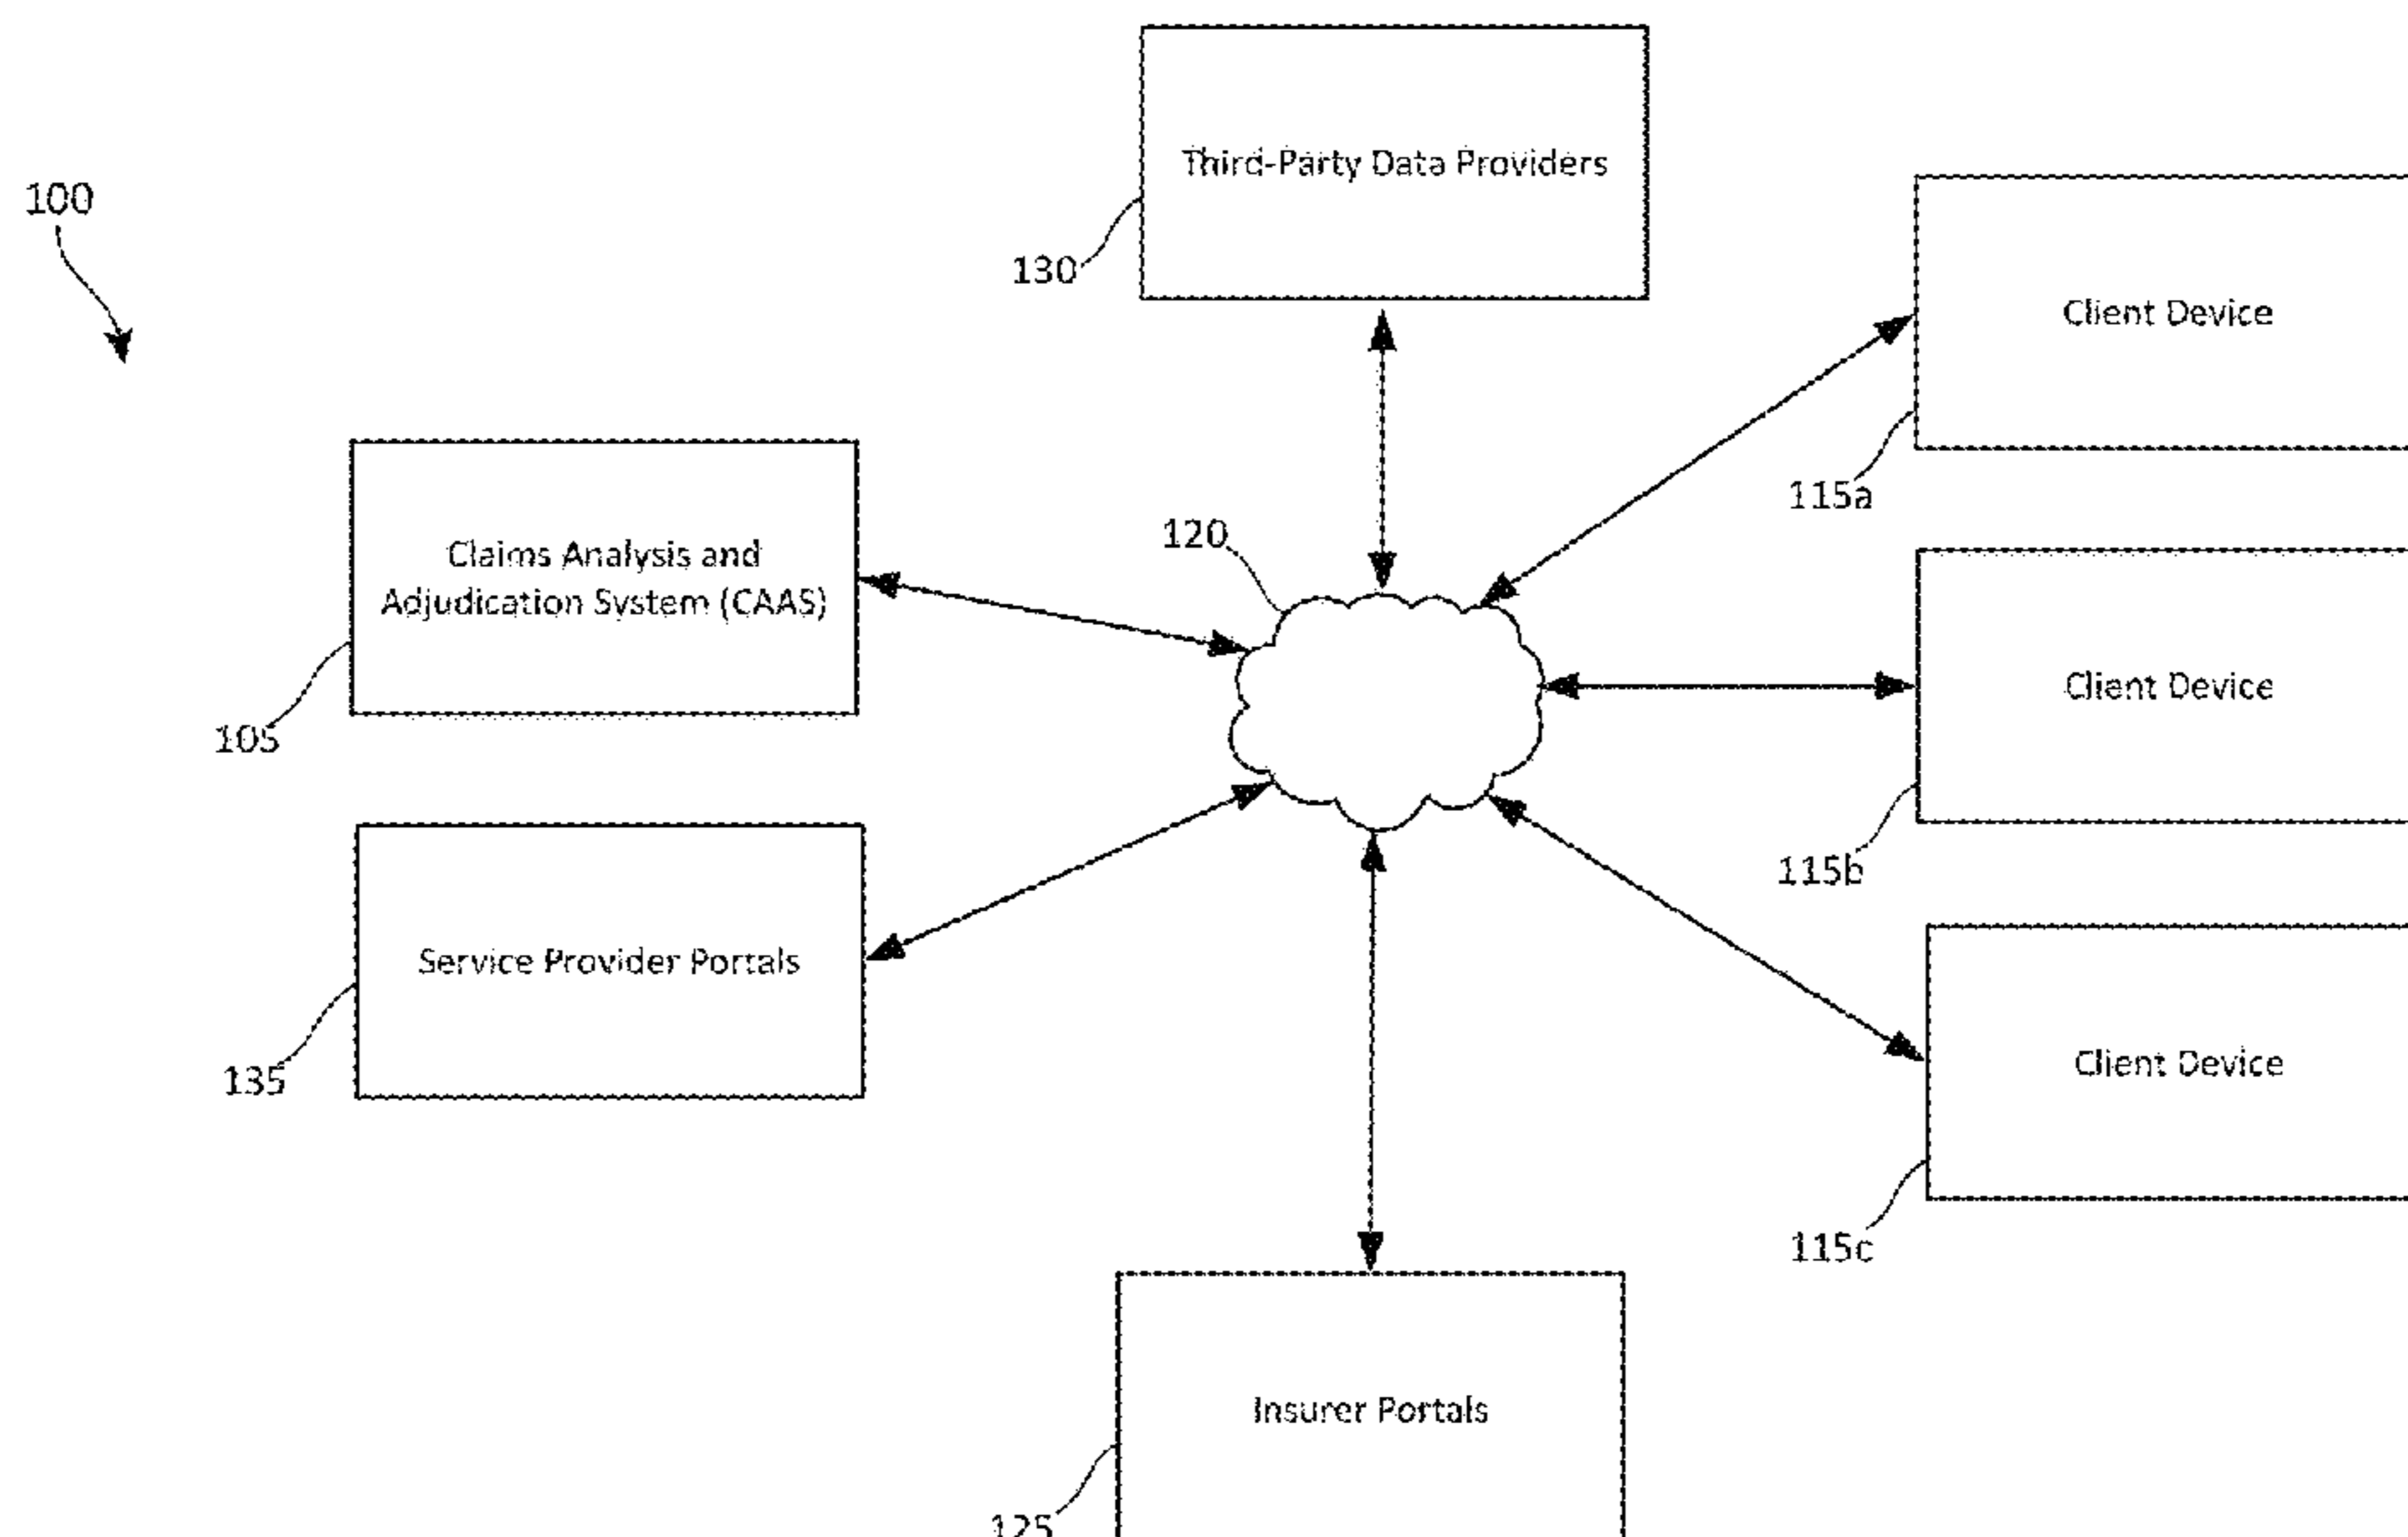 Third-Party Data Providers
100
130
Client Device
115a
120
Claims Analysis and
Adjudication System (CAAS)
105
Client Device
115b
Service Provider Portals
135
Client Device
115c
Insurer Portals
125